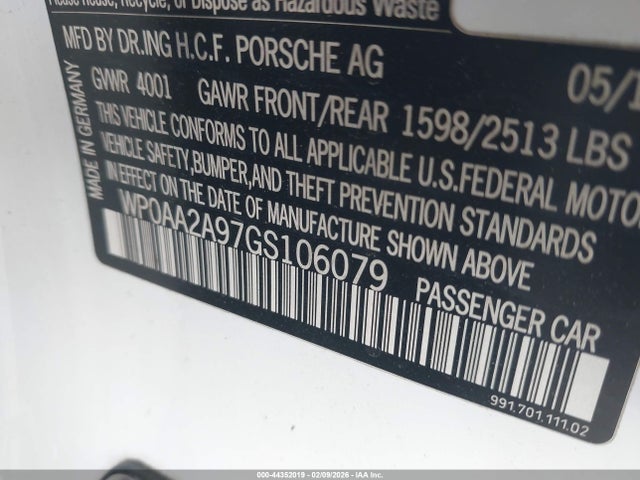 Reuse, Recycle, or Dispose as Hazardous Waste
MFD BY DR.ING H.C.F. PORSCHE AG 05/1
GVWR 4001 GAWR FRONT/REAR 1598/2513 LBS
THIS VEHICLE CONFORMS TO ALL APPLICABLE U.S.FEDERAL MOTOR
VEHICLE SAFETY,BUMPER,AND THEFT PREVENTION STANDARDS
IN EFFECT ON THE DATE OF MANUFACTURE SHOWN ABOVE
WP0AA2A97GS106079 PASSENGER CAR
MADE IN GERMANY
991.701.111.02
000-44352019 - 02/09/2026 - IAA Inc.